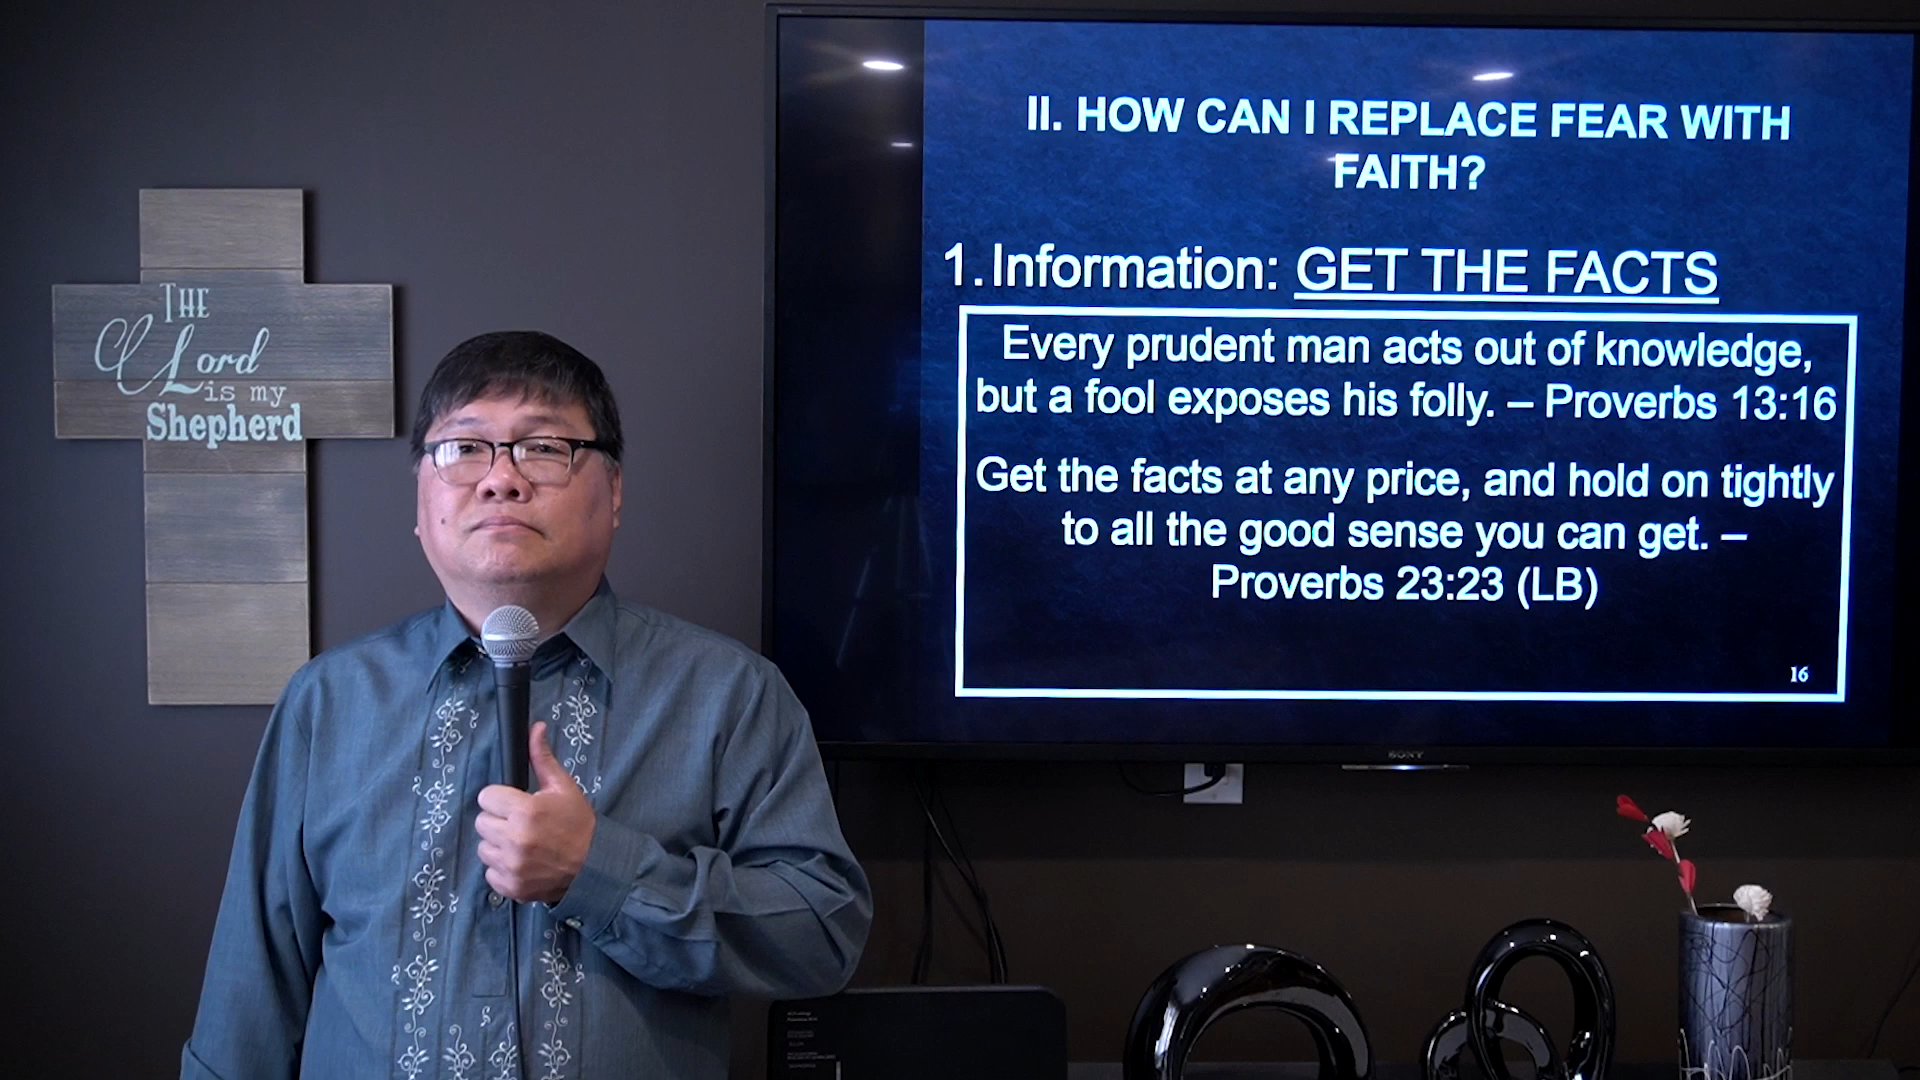 THE
Lord
is my
Shepherd
II. HOW CAN I REPLACE FEAR WITH
FAITH?
1. Information: GET THE FACTS
Every prudent man acts out of knowledge,
but a fool exposes his folly. – Proverbs 13:16
Get the facts at any price, and hold on tightly
to all the good sense you can get. –
Proverbs 23:23 (LB)
16
SONY